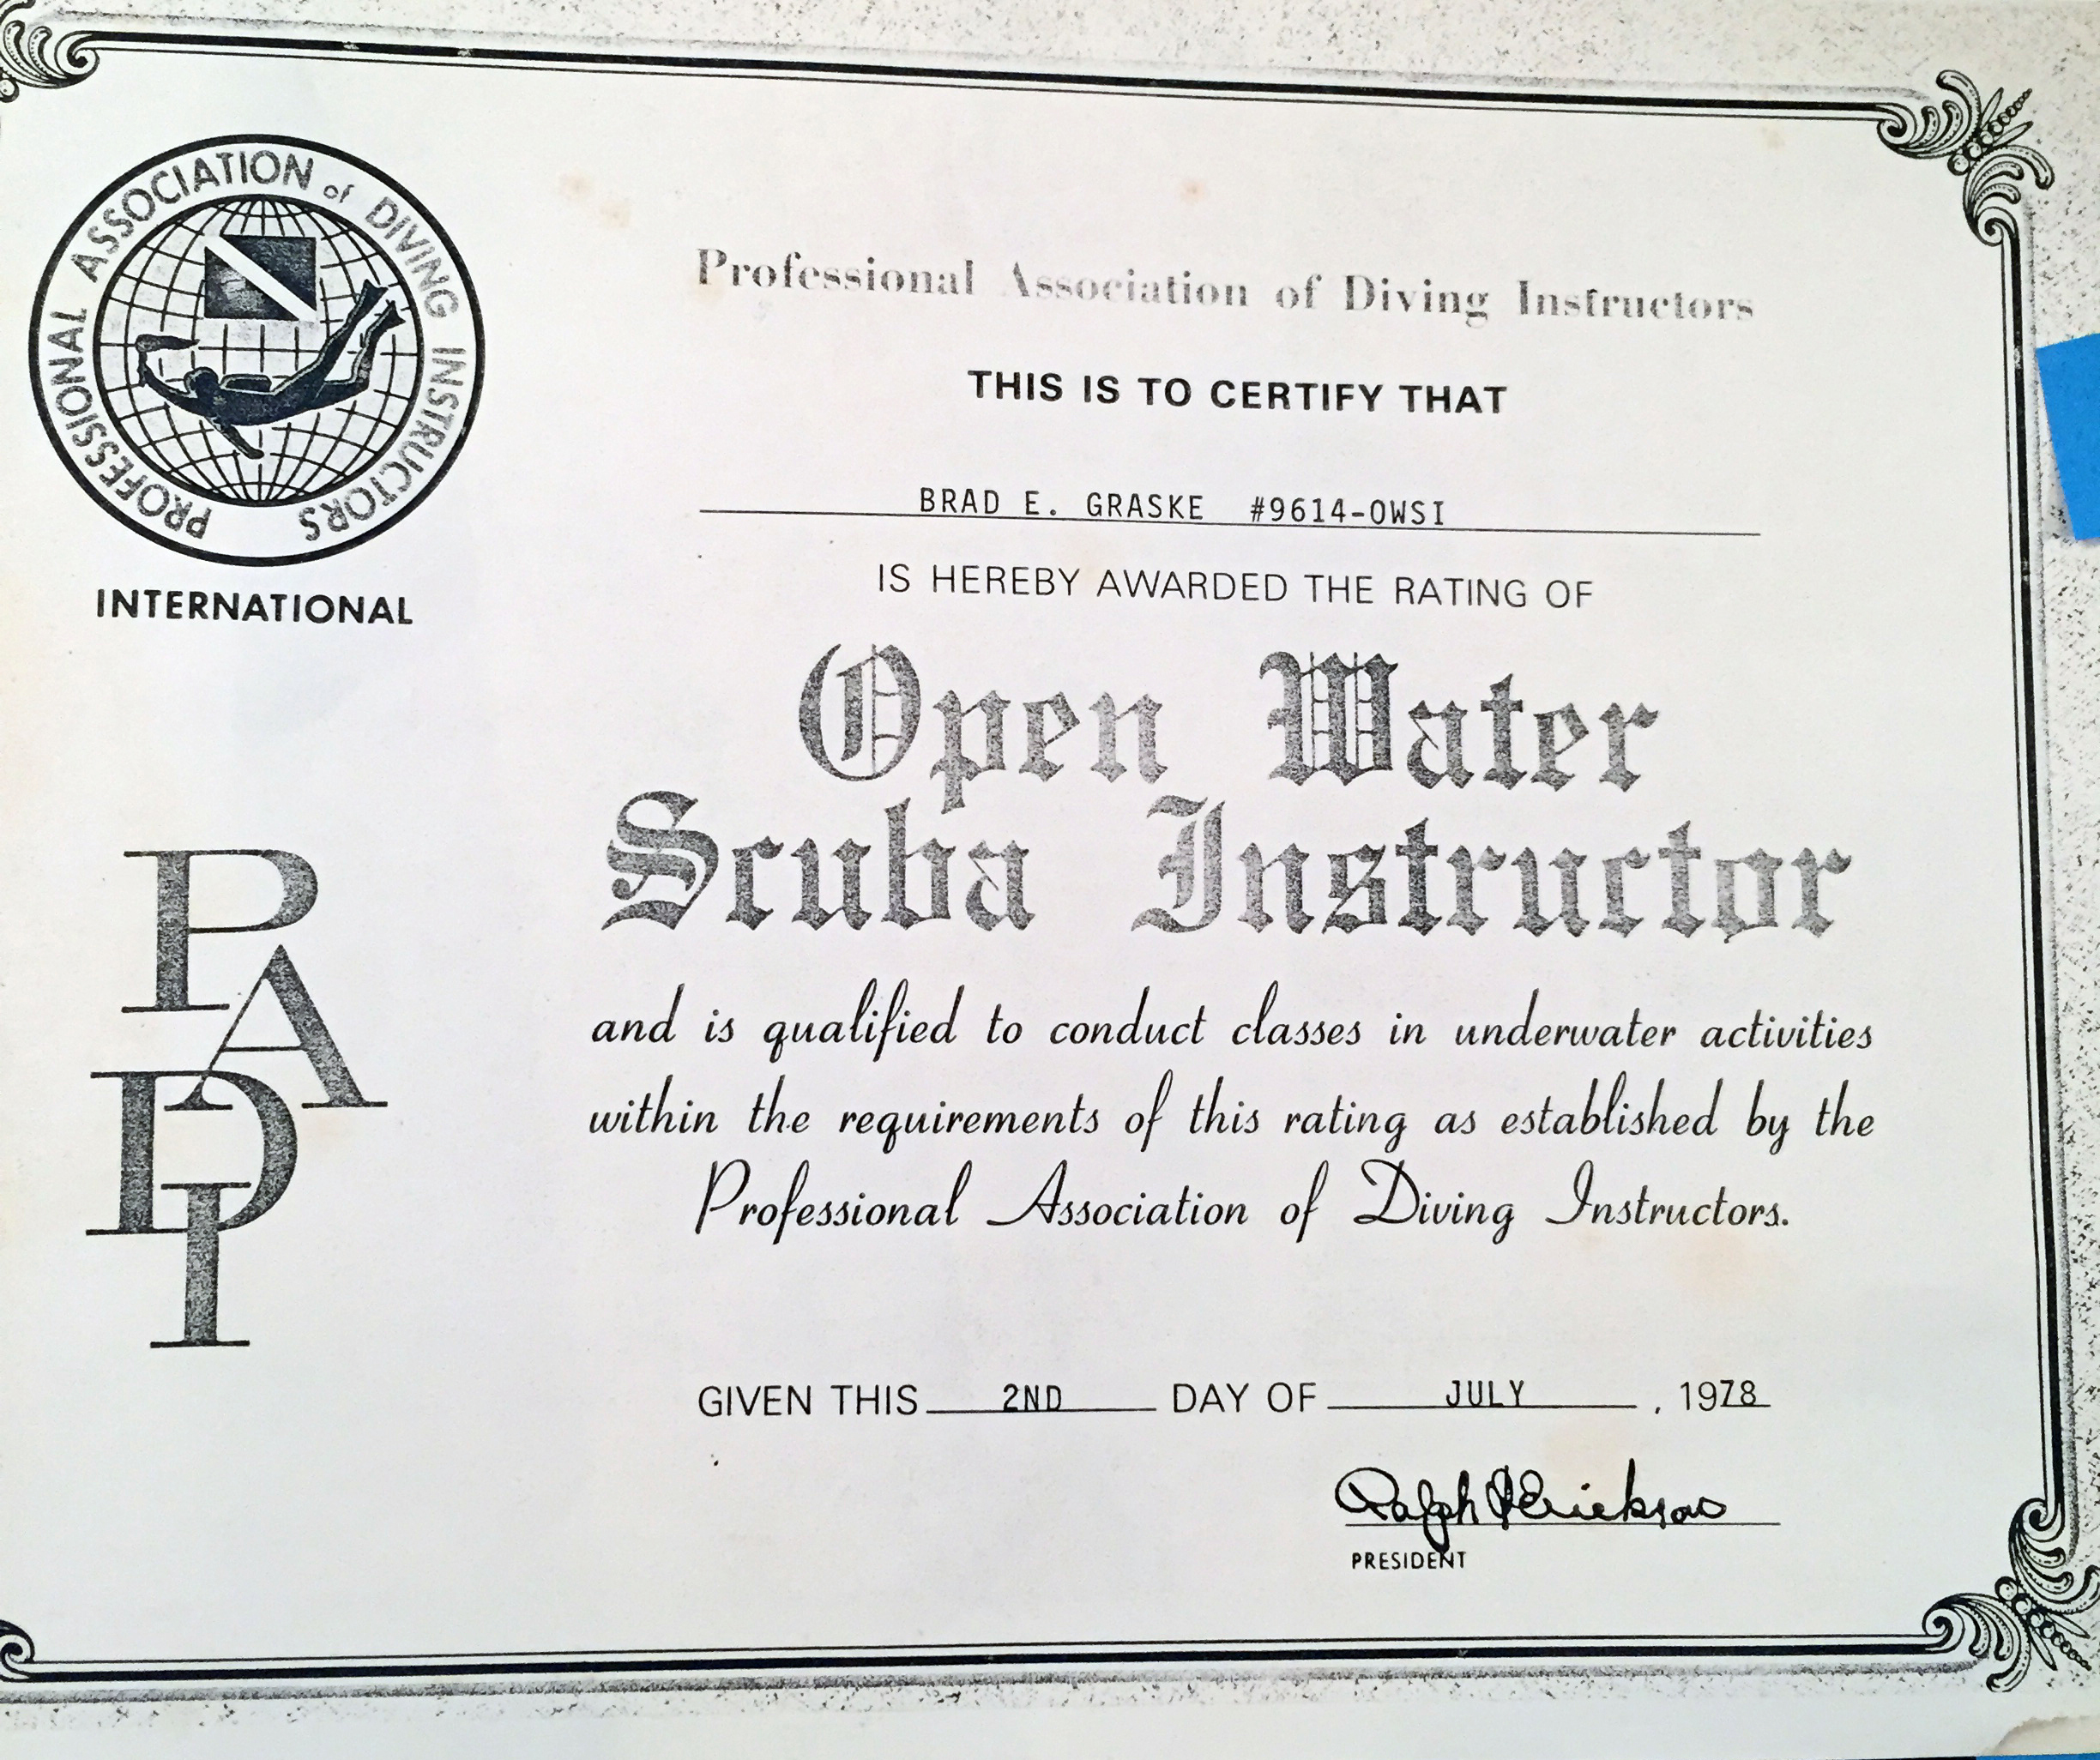 PROFESSIONAL ASSOCIATION of DIVING INSTRUCTORS
INTERNATIONAL
PADI
Professional Association of Diving Instructors
THIS IS TO CERTIFY THAT
BRAD E. GRASKE #9614-OWSI
IS HEREBY AWARDED THE RATING OF
Open Water
Scuba Instructor
and is qualified to conduct classes in underwater activities
within the requirements of this rating as established by the
Professional Association of Diving Instructors.
GIVEN THIS 2ND DAY OF JULY, 1978
Ralph D Erickson
PRESIDENT